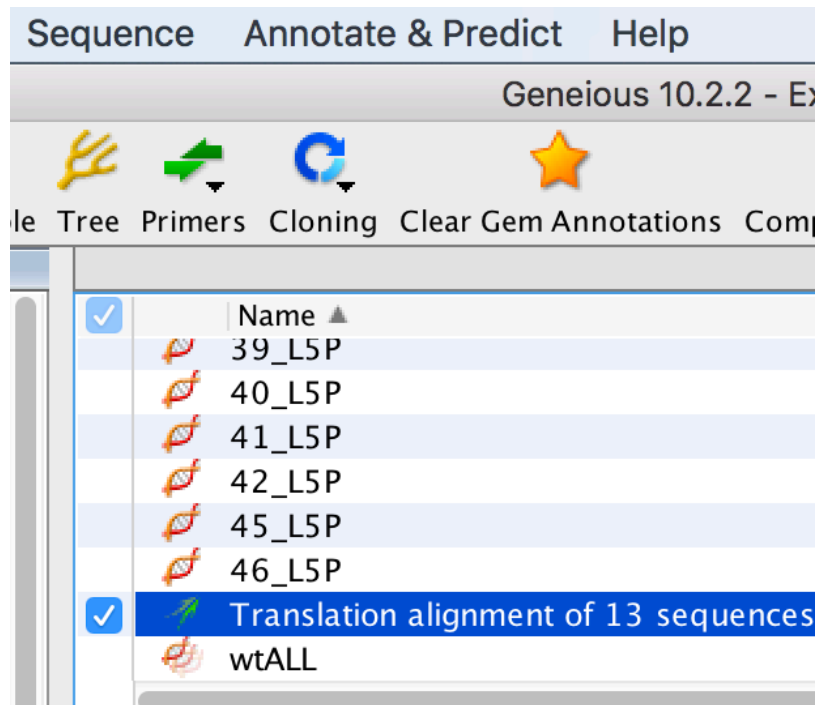 Sequence Annotate & Predict Help
Geneious 10.2.2 -
Tree Primers Cloning Clear Gem Annotations
Name
39_L5P
40_L5P
41_L5P
42_L5P
45_L5P
46_L5P
Translation alignment of 13 sequences
wtALL